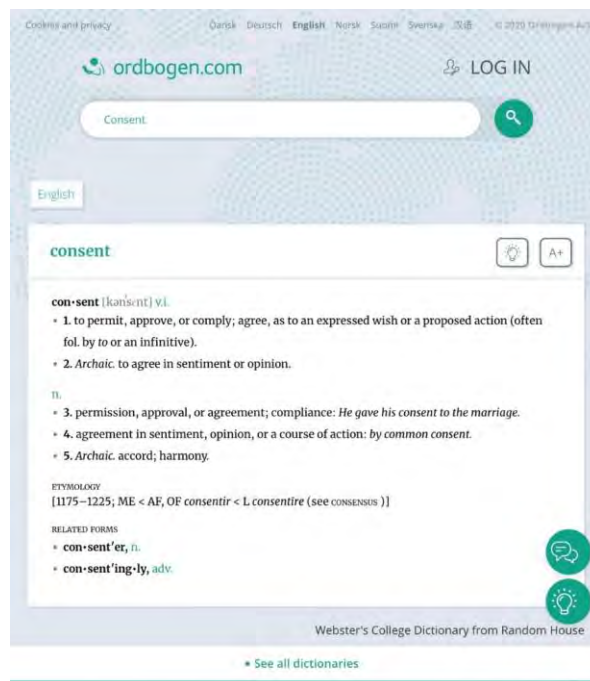 Cookies and privacy Dansk Deutsch English Norsk Suomi Svenska 汉语 © 2020 Ordbogen A/S
ordbogen.com LOG IN
Consent
English
consent A+
con•sent [kənˈsɛnt] v.i.
• 1. to permit, approve, or comply; agree, as to an expressed wish or a proposed action (often
fol. by to or an infinitive).
• 2. Archaic. to agree in sentiment or opinion.
n.
• 3. permission, approval, or agreement; compliance: He gave his consent to the marriage.
• 4. agreement in sentiment, opinion, or a course of action: by common consent.
• 5. Archaic. accord; harmony.
ETYMOLOGY
[1175–1225; ME < AF, OF consentir < L consentire (see CONSENSUS )]
RELATED FORMS
• con•sent′er, n.
• con•sent′ing•ly, adv.
Webster's College Dictionary from Random House
• See all dictionaries